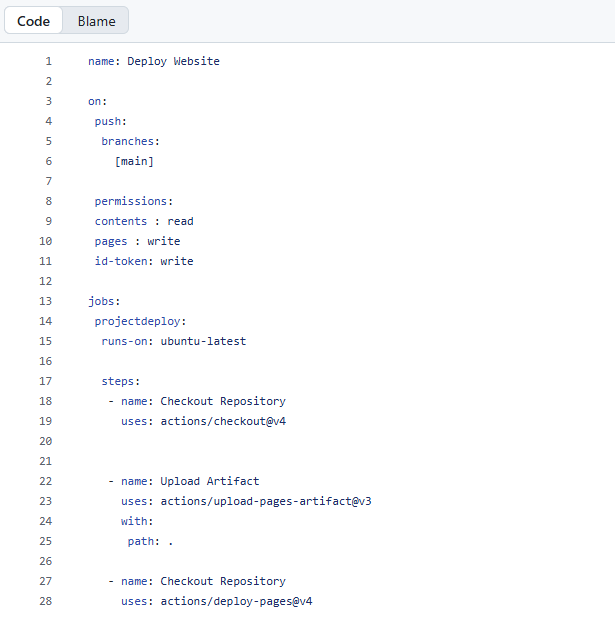 Code Blame
1 name: Deploy Website
2
3 on:
4  push:
5   branches:
6     [main]
7
8  permissions:
9  contents : read
10  pages : write
11  id-token: write
12
13 jobs:
14  projectdeploy:
15   runs-on: ubuntu-latest
16
17   steps:
18    - name: Checkout Repository
19      uses: actions/checkout@v4
20
21
22    - name: Upload Artifact
23      uses: actions/upload-pages-artifact@v3
24      with:
25       path: .
26
27    - name: Checkout Repository
28      uses: actions/deploy-pages@v4